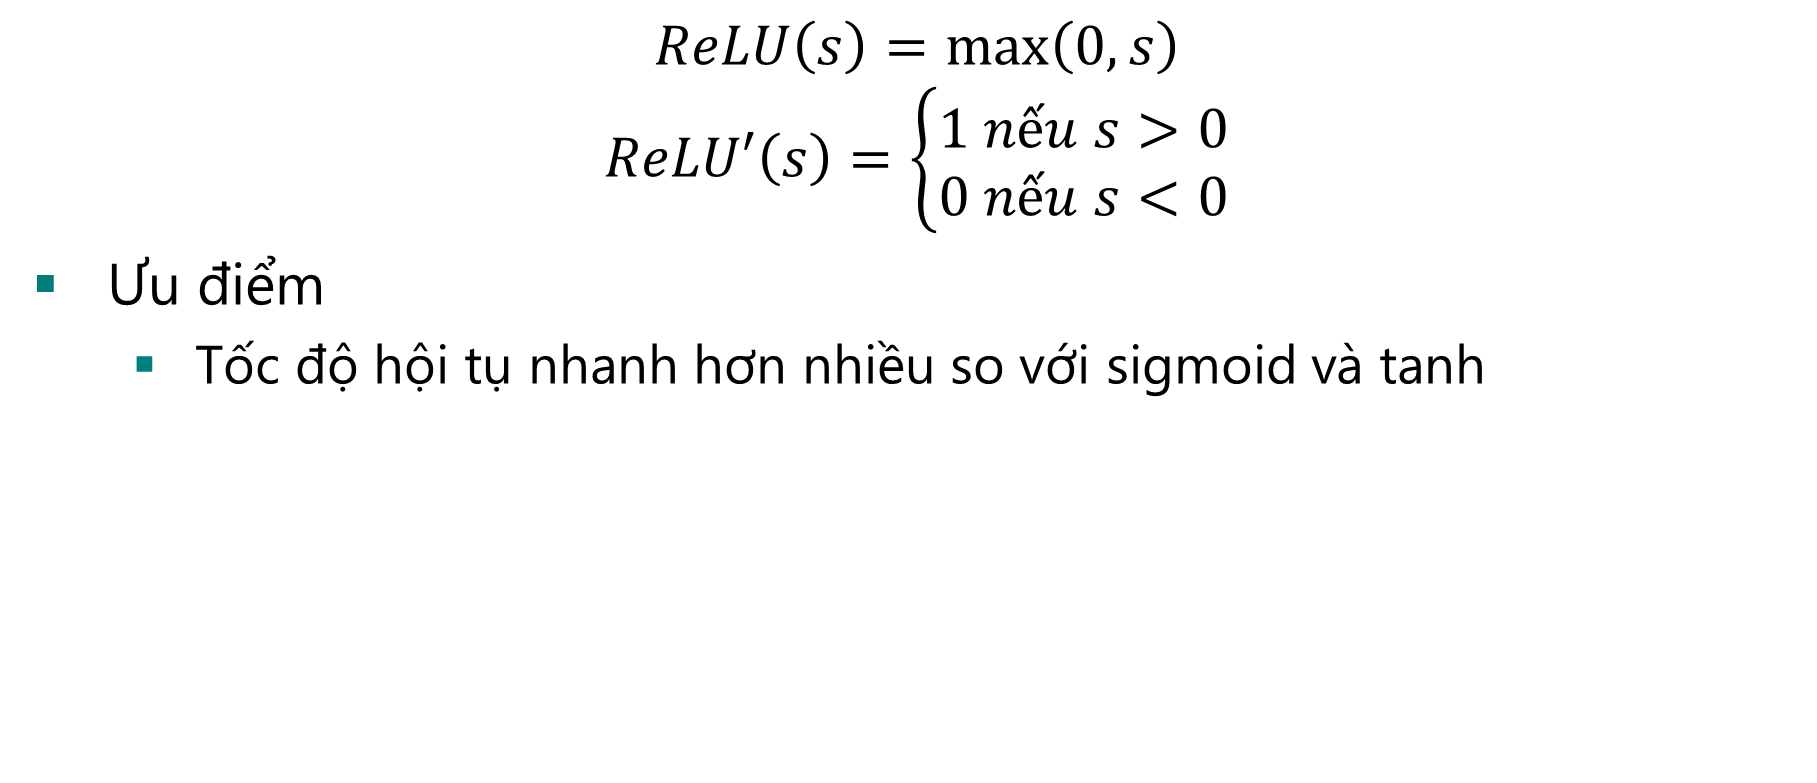 ReLU(s) = max(0, s)
ReLU′(s) = {1 nếu s > 0
0 nếu s < 0
▪ Ưu điểm
▪ Tốc độ hội tụ nhanh hơn nhiều so với sigmoid và tanh